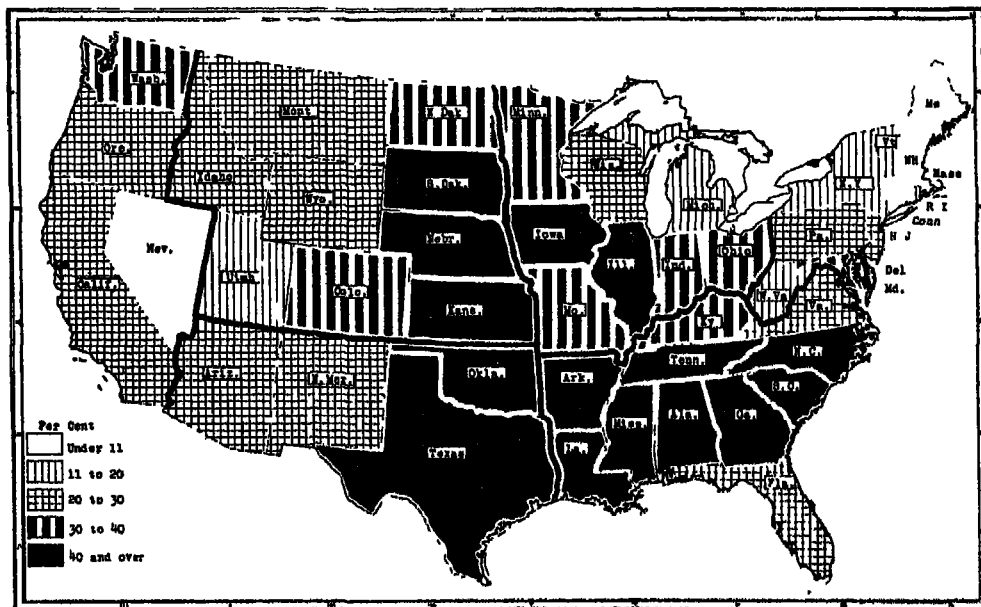 Wash.
Mont
N Dak
Minn.
Me
Ore.
Idaho
Wyo.
S.Dak.
Wis.
Mich.
N.Y
Vt
NH
Mass
R I
Conn
Nev.
Utah
Colo.
Nebr.
Iowa
Ill.
Ind.
Ohio
Pa.
N J
Del
Md.
Calif.
Kans.
Mo.
Ky.
W.Va
Va.
Ariz.
N.Mex.
Okla.
Ark.
Tenn.
N.C.
S.C.
Texas
La.
Miss
Ala.
Ga.
Fla.
Per Cent
Under 11
11 to 20
20 to 30
30 to 40
40 and over